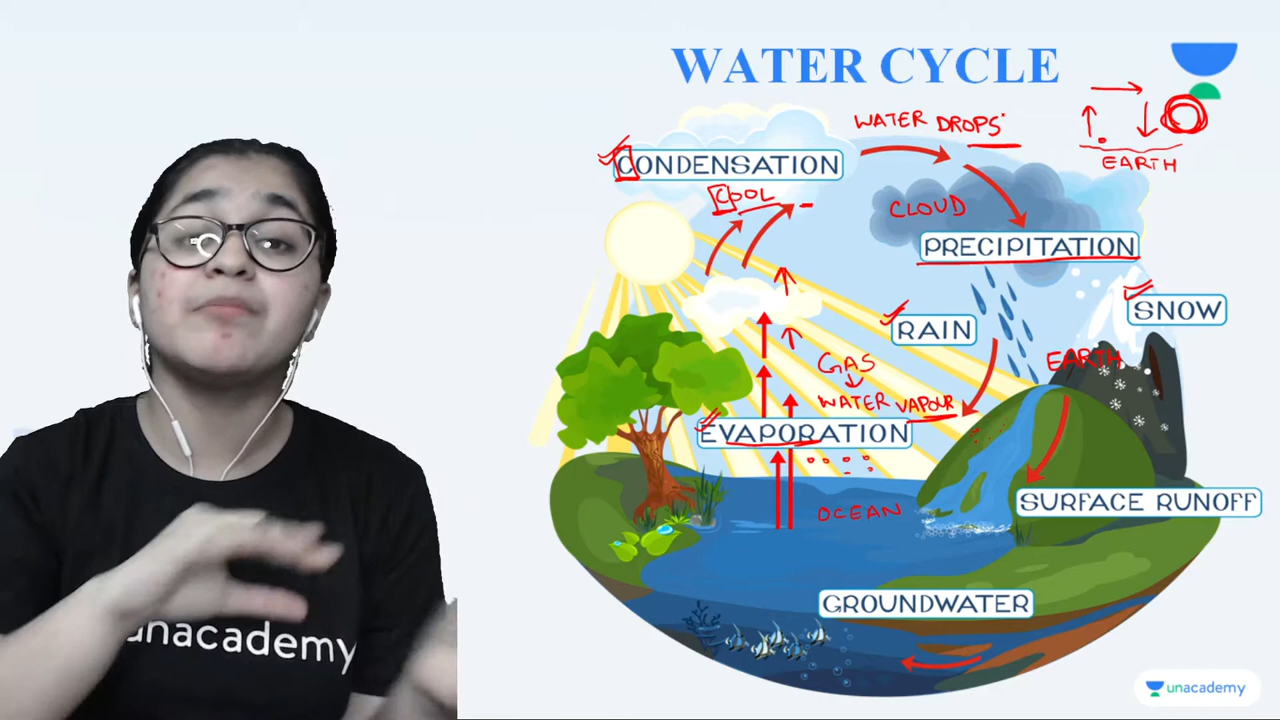 WATER CYCLE
WATER DROPS
EARTH
CONDENSATION
COOL
CLOUD
PRECIPITATION
SNOW
RAIN
EARTH
GAS
WATER VAPOUR
EVAPORATION
SURFACE RUNOFF
OCEAN
GROUNDWATER
unacademy
unacademy